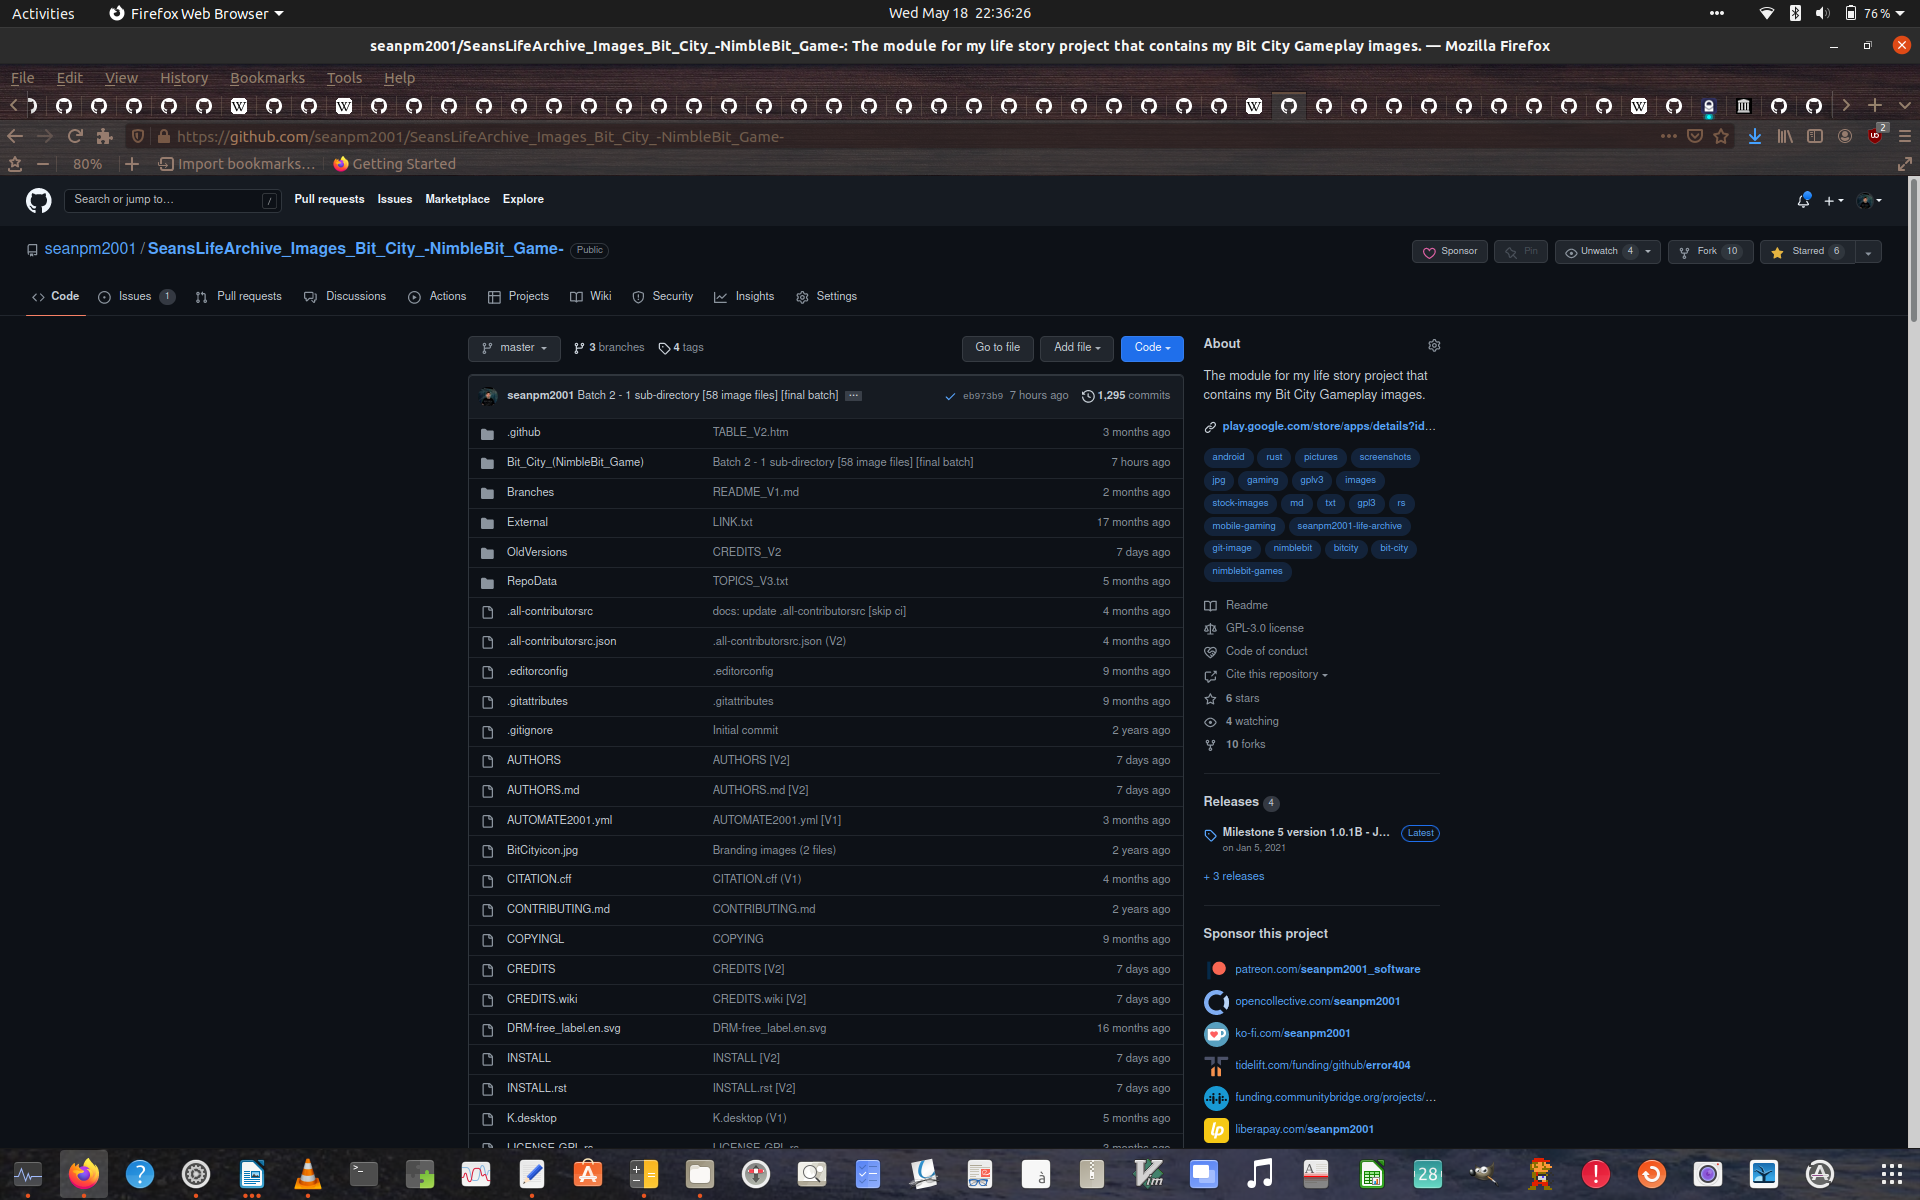 Activities
Firefox Web Browser
Wed May 18 22:36:26
76 %
seanpm2001/SeansLifeArchive_Images_Bit_City_-NimbleBit_Game-: The module for my life story project that contains my Bit City Gameplay images. — Mozilla Firefox
File Edit View History Bookmarks Tools Help
https://github.com/seanpm2001/SeansLifeArchive_Images_Bit_City_-NimbleBit_Game-
2
80%
Import bookmarks...
Getting Started
Search or jump to...
/
Pull requests Issues Marketplace Explore
seanpm2001 / SeansLifeArchive_Images_Bit_City_-NimbleBit_Game- Public
Sponsor
Pin
Unwatch 4
Fork 10
Starred 6
Code
Issues 1
Pull requests
Discussions
Actions
Projects
Wiki
Security
Insights
Settings
master
3 branches
4 tags
Go to file
Add file
Code
seanpm2001 Batch 2 - 1 sub-directory [58 image files] [final batch] ...
eb973b9 7 hours ago
1,295 commits
.github TABLE_V2.htm 3 months ago
Bit_City_(NimbleBit_Game) Batch 2 - 1 sub-directory [58 image files] [final batch] 7 hours ago
Branches README_V1.md 2 months ago
External LINK.txt 17 months ago
OldVersions CREDITS_V2 7 days ago
RepoData TOPICS_V3.txt 5 months ago
.all-contributorsrc docs: update .all-contributorsrc [skip ci] 4 months ago
.all-contributorsrc.json .all-contributorsrc.json (V2) 4 months ago
.editorconfig .editorconfig 9 months ago
.gitattributes .gitattributes 9 months ago
.gitignore Initial commit 2 years ago
AUTHORS AUTHORS [V2] 7 days ago
AUTHORS.md AUTHORS.md [V2] 7 days ago
AUTOMATE2001.yml AUTOMATE2001.yml [V1] 3 months ago
BitCityicon.jpg Branding images (2 files) 2 years ago
CITATION.cff CITATION.cff (V1) 4 months ago
CONTRIBUTING.md CONTRIBUTING.md 2 years ago
COPYINGL COPYING 9 months ago
CREDITS CREDITS [V2] 7 days ago
CREDITS.wiki CREDITS.wiki [V2] 7 days ago
DRM-free_label.en.svg DRM-free_label.en.svg 16 months ago
INSTALL INSTALL [V2] 7 days ago
INSTALL.rst INSTALL.rst [V2] 7 days ago
K.desktop K.desktop (V1) 5 months ago
About
The module for my life story project that
contains my Bit City Gameplay images.
play.google.com/store/apps/details?id...
android rust pictures screenshots
jpg gaming gplv3 images
stock-images md txt gpl3 rs
mobile-gaming seanpm2001-life-archive
git-image nimblebit bitcity bit-city
nimblebit-games
Readme
GPL-3.0 license
Code of conduct
Cite this repository
6 stars
4 watching
10 forks
Releases 4
Milestone 5 version 1.0.1B - J... Latest
on Jan 5, 2021
+ 3 releases
Sponsor this project
patreon.com/seanpm2001_software
opencollective.com/seanpm2001
ko-fi.com/seanpm2001
tidelift.com/funding/github/error404
funding.communitybridge.org/projects/...
liberapay.com/seanpm2001
28